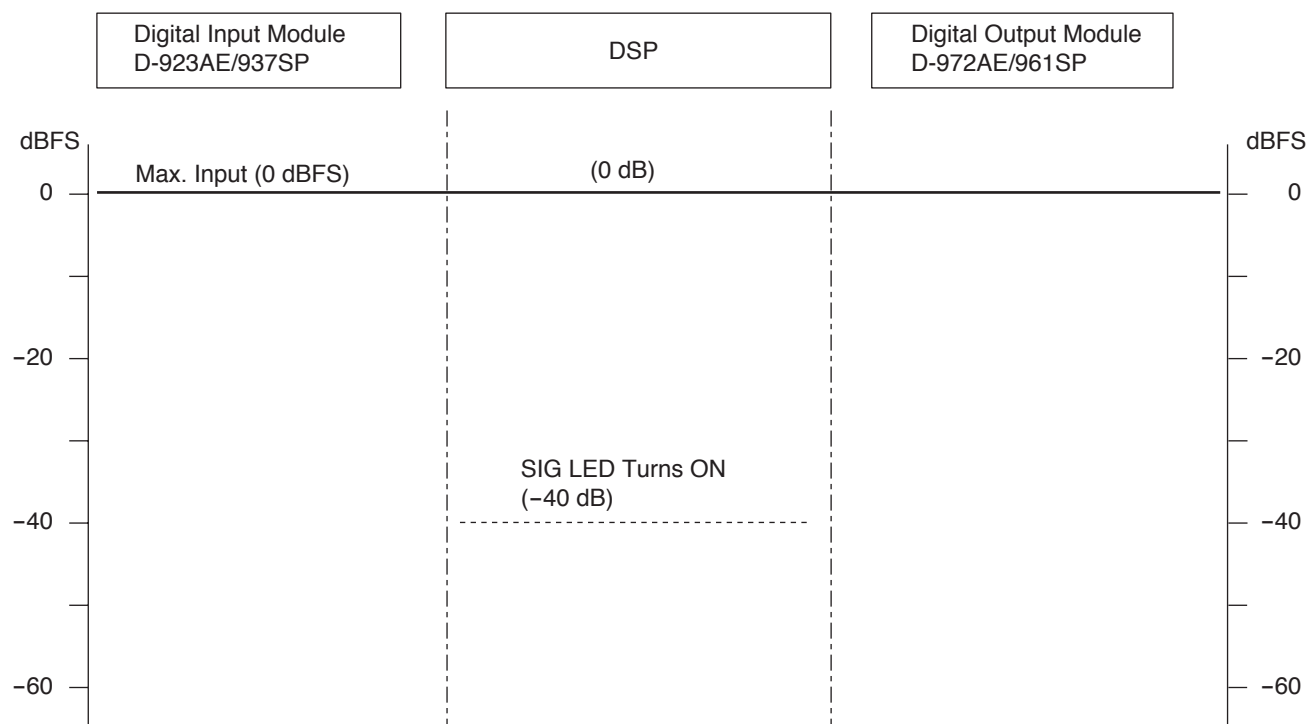 Digital Input Module
D-923AE/937SP
DSP
Digital Output Module
D-972AE/961SP
dBFS
dBFS
Max. Input (0 dBFS)
(0 dB)
0
0
−20
−20
SIG LED Turns ON
(−40 dB)
−40
−40
−60
−60